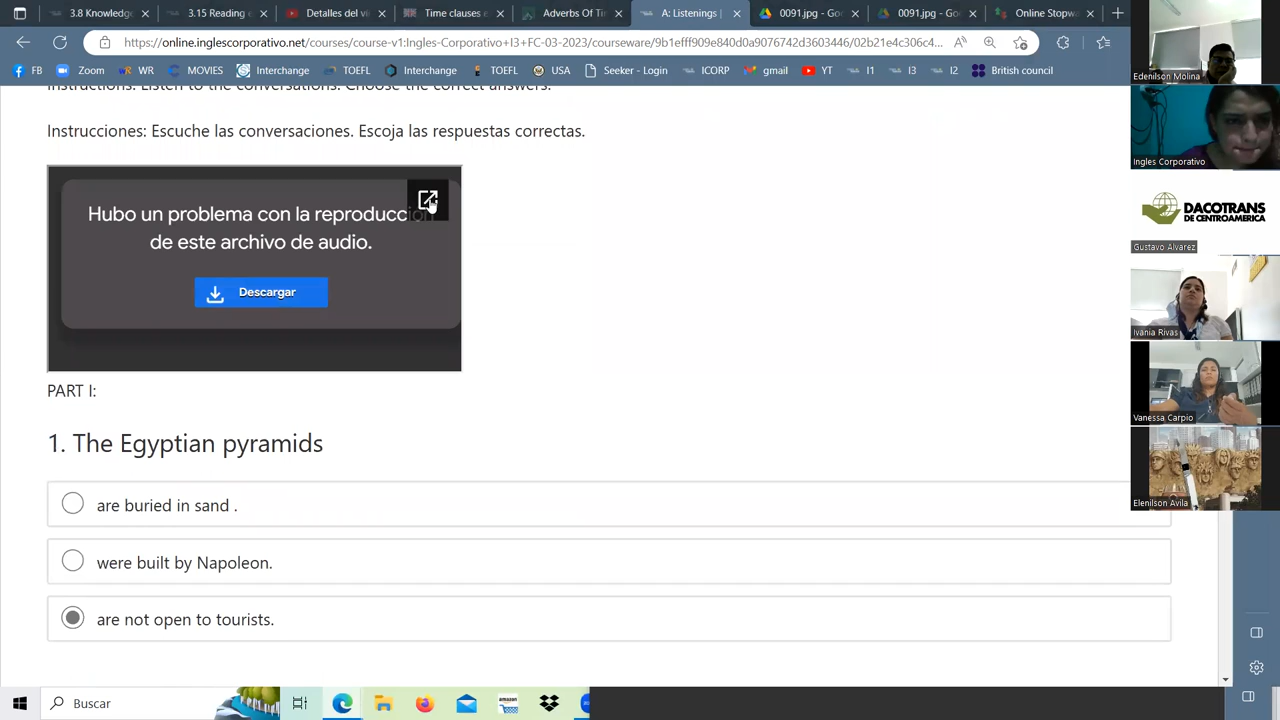 3.8 Knowledg
3.15 Reading e
Detalles del vi
Time clauses e
Adverbs Of Tim
A: Listenings |
0091.jpg - Goo
0091.jpg - Goo
Online Stopw
https://online.inglescorporativo.net/courses/course-v1:Ingles-Corporativo+I3+FC-03-2023/courseware/9b1efff909e840d0a9076742d3603446/02b21e4c306c4...
FB
Zoom
WR
MOVIES
Interchange
TOEFL
Interchange
TOEFL
USA
Seeker - Login
ICORP
gmail
YT
I1
I3
I2
British council
Instructions: Listen to the conversations. Choose the correct answers.
Instrucciones: Escuche las conversaciones. Escoja las respuestas correctas.
Hubo un problema con la reproducción
de este archivo de audio.
Descargar
PART I:
1. The Egyptian pyramids
are buried in sand .
were built by Napoleon.
are not open to tourists.
Edenilson Molina
Ingles Corporativo
DACOTRANS
DE CENTROAMERICA
Gustavo Alvarez
Ivania Rivas
Vanessa Carpio
Elenilson Avila
Buscar
amazon